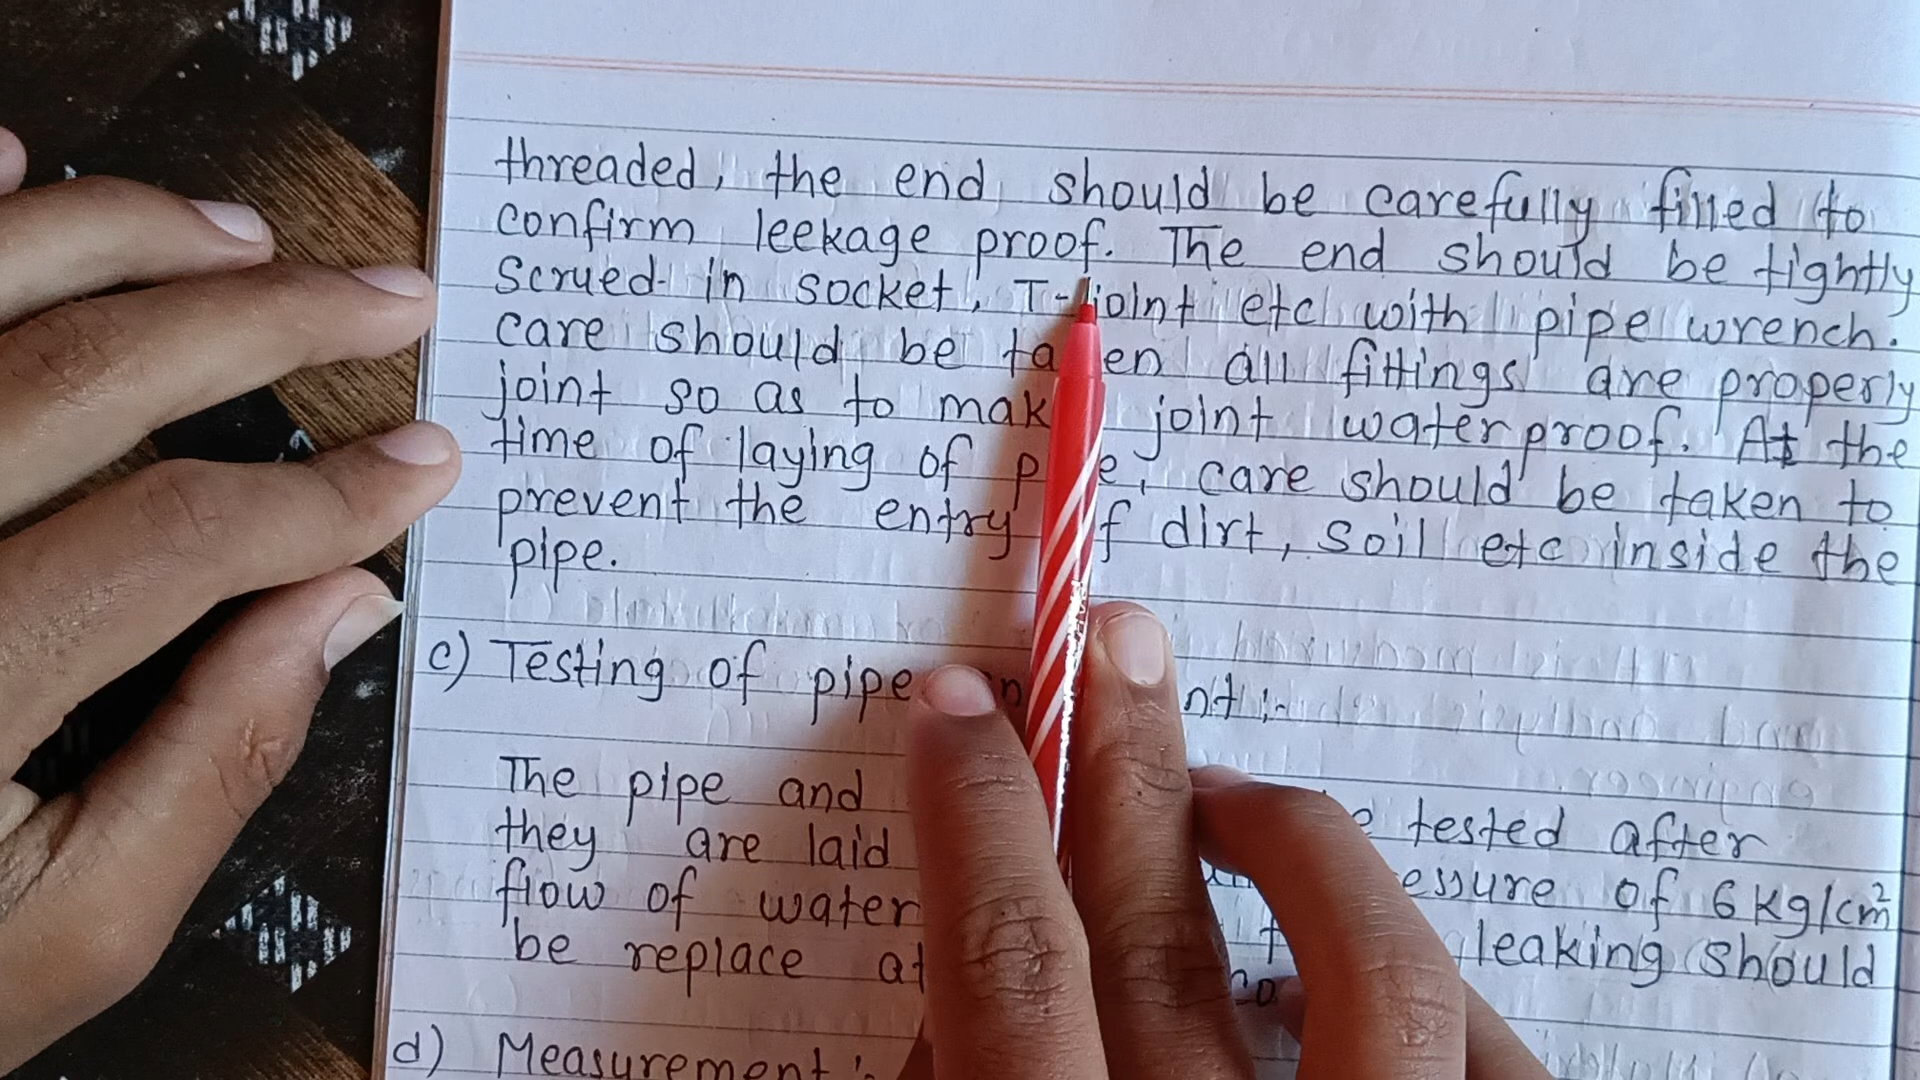 threaded, the end should be carefully filled to
confirm leekage proof. The end should be tightly
Scrued in socket, T-joint etc with pipe wrench.
care should be taken all fittings are properly
joint so as to mak joint waterproof. At the
time of laying of pipe, care should be taken to
prevent the entry of dirt, soil etc inside the
pipe.
c) Testing of pipe nt :-
The pipe and tested after
they are laid essure of 6 kg/cm²
flow of water leaking should
be replace at
d) Measurement :-